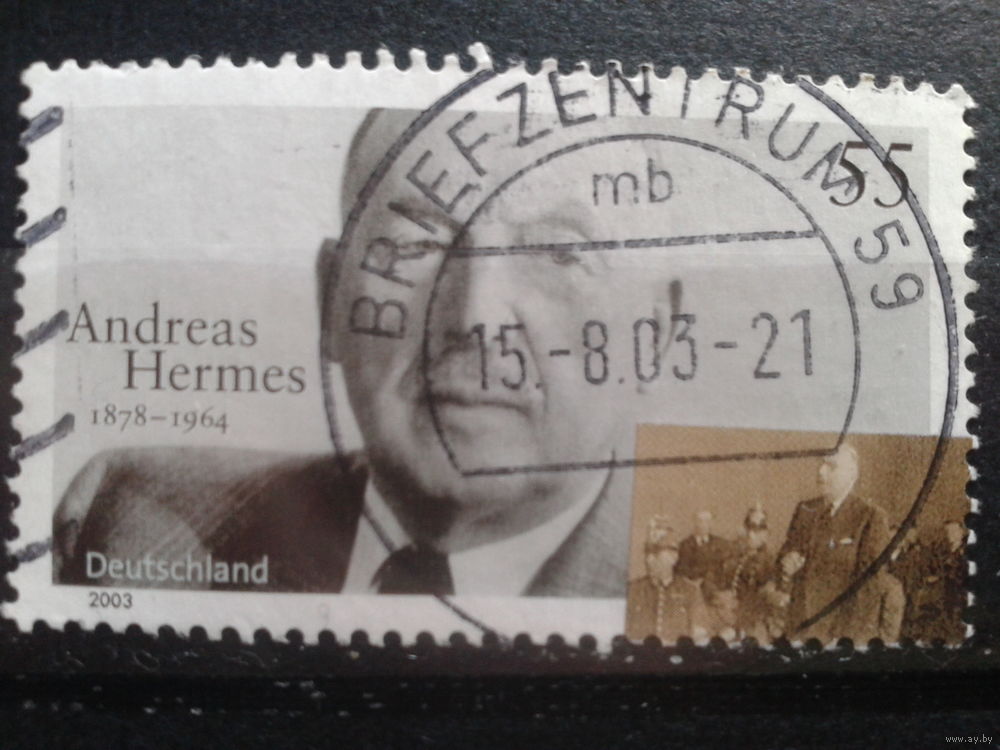 BRIEFZENTRUM 59
mb
55
15.-8.03-21
Andreas
Hermes
1878–1964
Deutschland
2003
www.ay.by